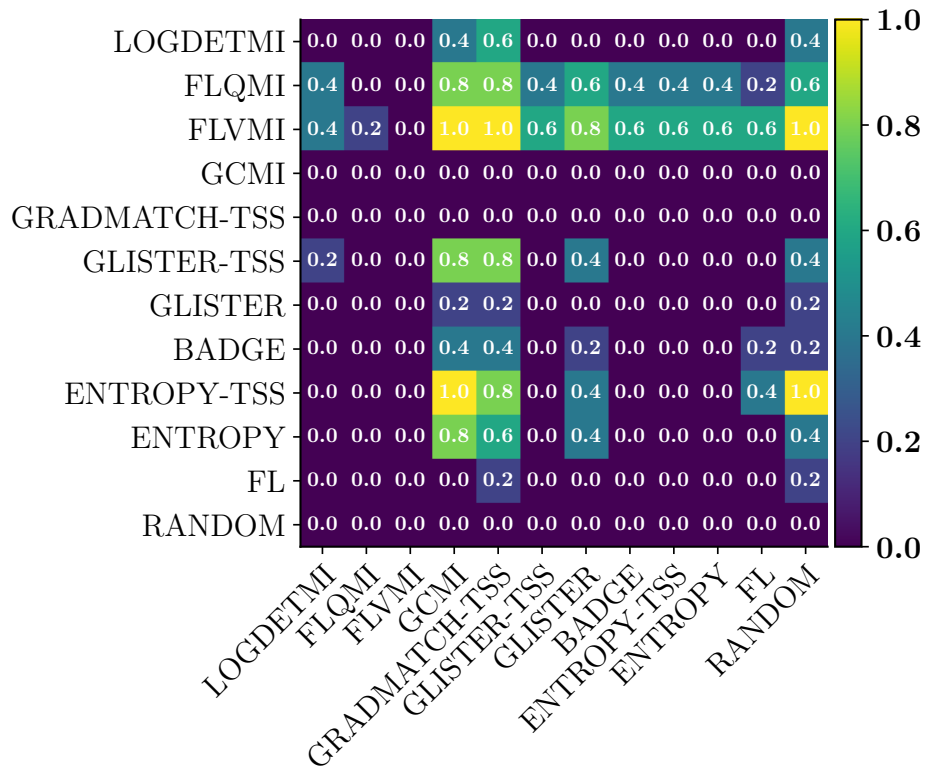 LOGDETMI 0.0 0.0 0.0 0.4 0.6 0.0 0.0 0.0 0.0 0.0 0.0 0.4
FLQMI 0.4 0.0 0.0 0.8 0.8 0.4 0.6 0.4 0.4 0.4 0.2 0.6
FLVMI 0.4 0.2 0.0 1.0 1.0 0.6 0.8 0.6 0.6 0.6 0.6 1.0
GCMI 0.0 0.0 0.0 0.0 0.0 0.0 0.0 0.0 0.0 0.0 0.0 0.0
GRADMATCH-TSS 0.0 0.0 0.0 0.0 0.0 0.0 0.0 0.0 0.0 0.0 0.0 0.0
GLISTER-TSS 0.2 0.0 0.0 0.8 0.8 0.0 0.4 0.0 0.0 0.0 0.0 0.4
GLISTER 0.0 0.0 0.0 0.2 0.2 0.0 0.0 0.0 0.0 0.0 0.0 0.2
BADGE 0.0 0.0 0.0 0.4 0.4 0.0 0.2 0.0 0.0 0.0 0.2 0.2
ENTROPY-TSS 0.0 0.0 0.0 1.0 0.8 0.0 0.4 0.0 0.0 0.0 0.4 1.0
ENTROPY 0.0 0.0 0.0 0.8 0.6 0.0 0.4 0.0 0.0 0.0 0.0 0.4
FL 0.0 0.0 0.0 0.0 0.2 0.0 0.0 0.0 0.0 0.0 0.0 0.2
RANDOM 0.0 0.0 0.0 0.0 0.0 0.0 0.0 0.0 0.0 0.0 0.0 0.0
LOGDETMI
FLQMI
FLVMI
GCMI
GRADMATCH-TSS
GLISTER-TSS
GLISTER
BADGE
ENTROPY-TSS
ENTROPY
FL
RANDOM
1.0
0.8
0.6
0.4
0.2
0.0